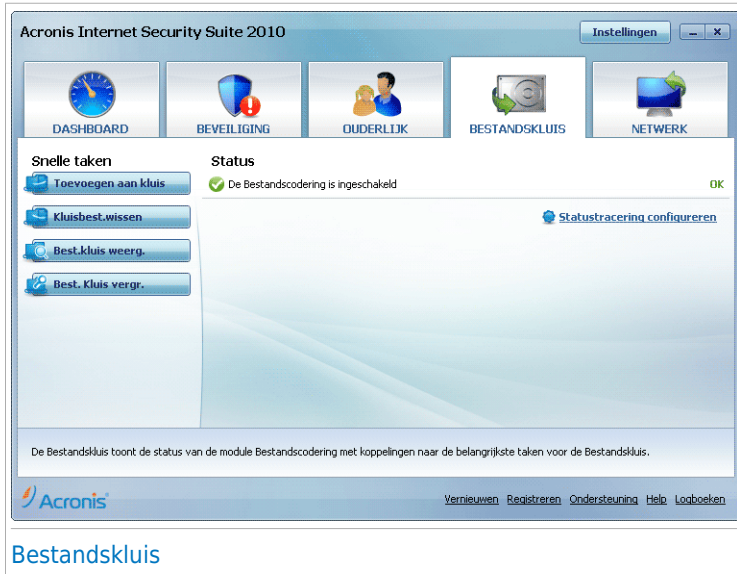 Acronis Internet Security Suite 2010
Instellingen
DASHBOARD
BEVEILIGING
OUDERLIJK
BESTANDSKLUIS
NETWERK
Snelle taken
Toevoegen aan kluis
Kluisbest.wissen
Best.kluis weerg.
Best. Kluis vergr.
Status
De Bestandscodering is ingeschakeld
OK
Statustracering configureren
De Bestandskluis toont de status van de module Bestandscodering met koppelingen naar de belangrijkste taken voor de Bestandskluis.
Acronis
Vernieuwen Registreren Ondersteuning Help Logboeken
Bestandskluis